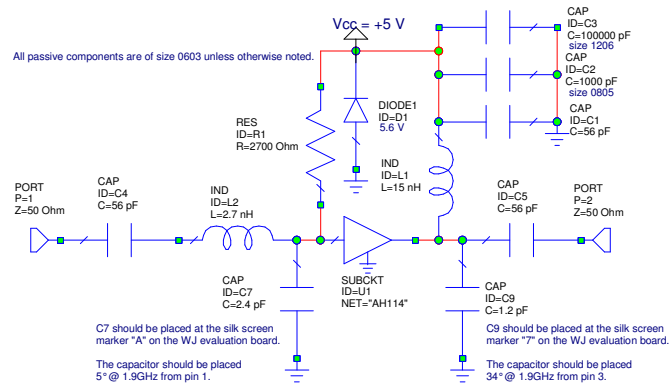 Vcc = +5 V
All passive components are of size 0603 unless otherwise noted.
CAP
ID=C3
C=100000 pF
size 1206
CAP
ID=C2
C=1000 pF
size 0805
CAP
ID=C1
C=56 pF
RES
ID=R1
R=2700 Ohm
DIODE1
ID=D1
5.6 V
IND
ID=L1
L=15 nH
PORT
P=1
Z=50 Ohm
CAP
ID=C4
C=56 pF
IND
ID=L2
L=2.7 nH
CAP
ID=C5
C=56 pF
PORT
P=2
Z=50 Ohm
CAP
ID=C7
C=2.4 pF
SUBCKT
ID=U1
NET="AH114"
CAP
ID=C9
C=1.2 pF
C7 should be placed at the silk screen
marker "A" on the WJ evaluation board.
The capacitor should be placed
5° @ 1.9GHz from pin 1.
C9 should be placed at the silk screen
marker "7" on the WJ evaluation board.
The capacitor should be placed
34° @ 1.9GHz from pin 3.